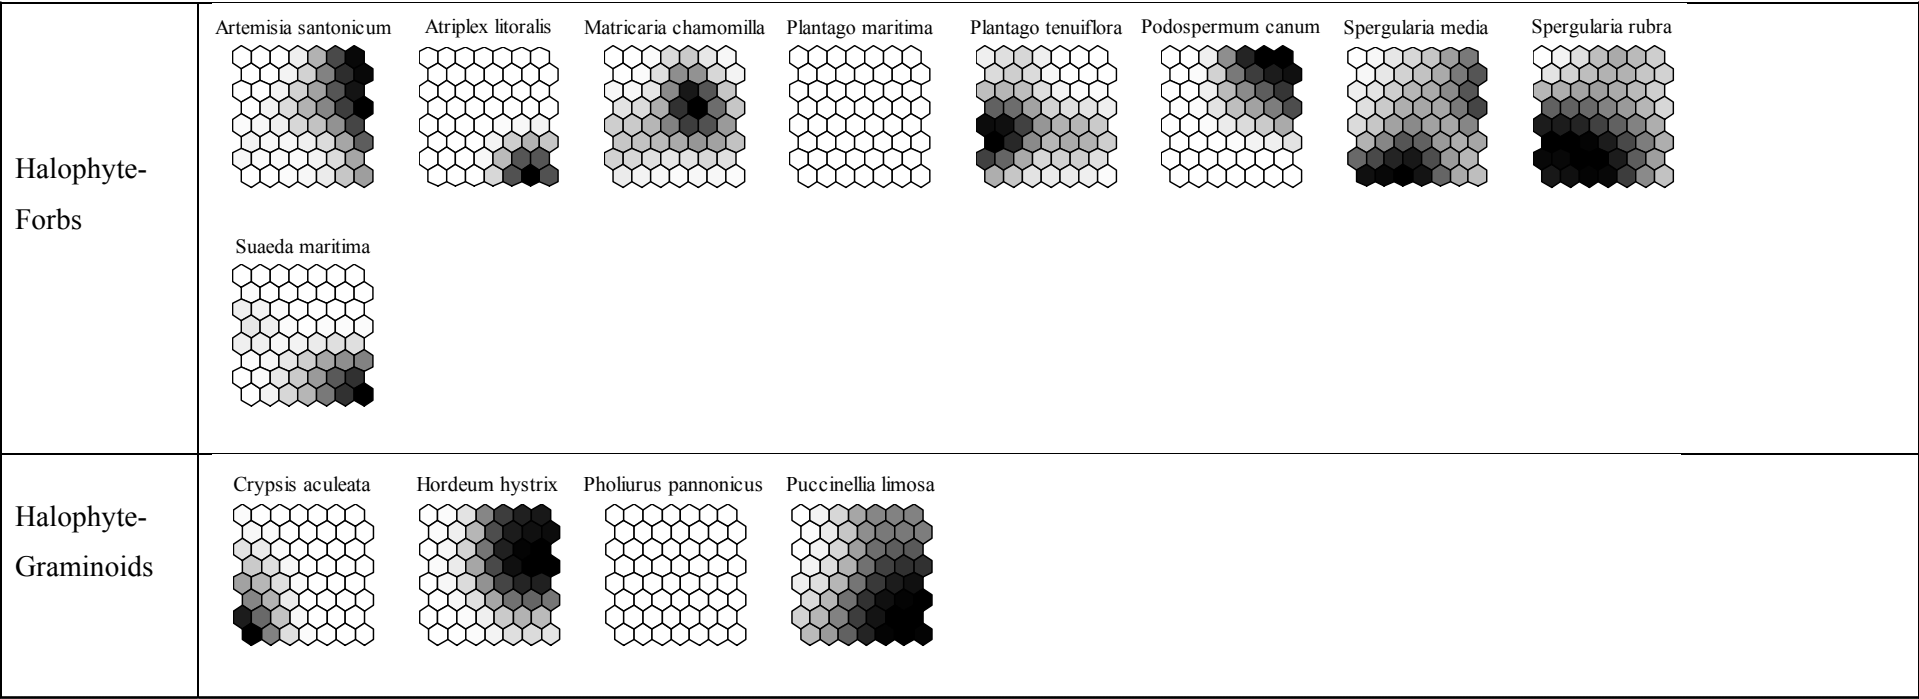 Halophyte-
Forbs
Artemisia santonicum Atriplex litoralis Matricaria chamomilla Plantago maritima Plantago tenuiflora Podospermum canum Spergularia media Spergularia rubra
Suaeda maritima
Halophyte-
Graminoids
Crypsis aculeata Hordeum hystrix Pholiurus pannonicus Puccinellia limosa